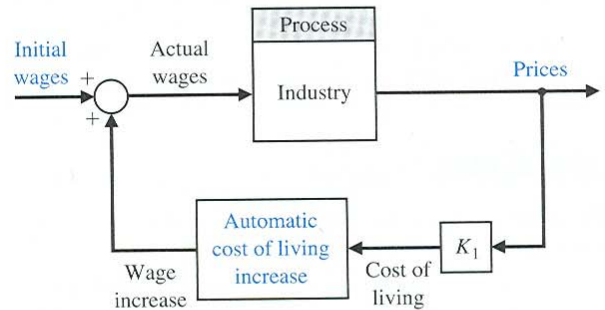 Process
Initial
wages +
Actual
wages
Industry
Prices
+
Automatic
cost of living
increase
K1
Wage
increase
Cost of
living